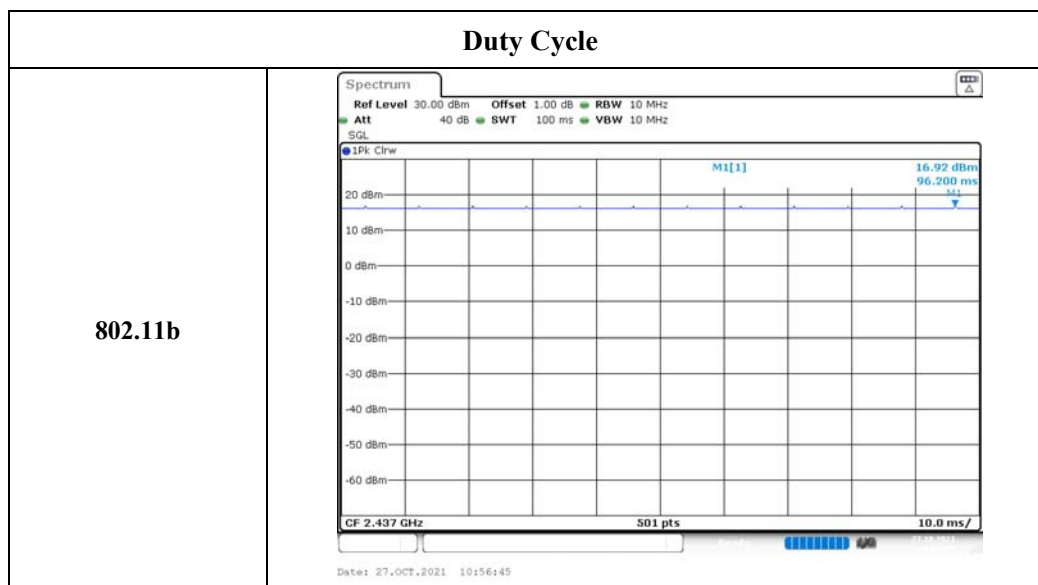 Duty Cycle
802.11b
Spectrum
Ref Level 30.00 dBm Offset 1.00 dB RBW 10 MHz
Att 40 dB SWT 100 ms VBW 10 MHz
SGL
1Pk Clrw
M1[1] 16.92 dBm
96.200 ms
M1
20 dBm
10 dBm
0 dBm
-10 dBm
-20 dBm
-30 dBm
-40 dBm
-50 dBm
-60 dBm
CF 2.437 GHz 501 pts 10.0 ms/
Date: 27.OCT.2021 10:56:45